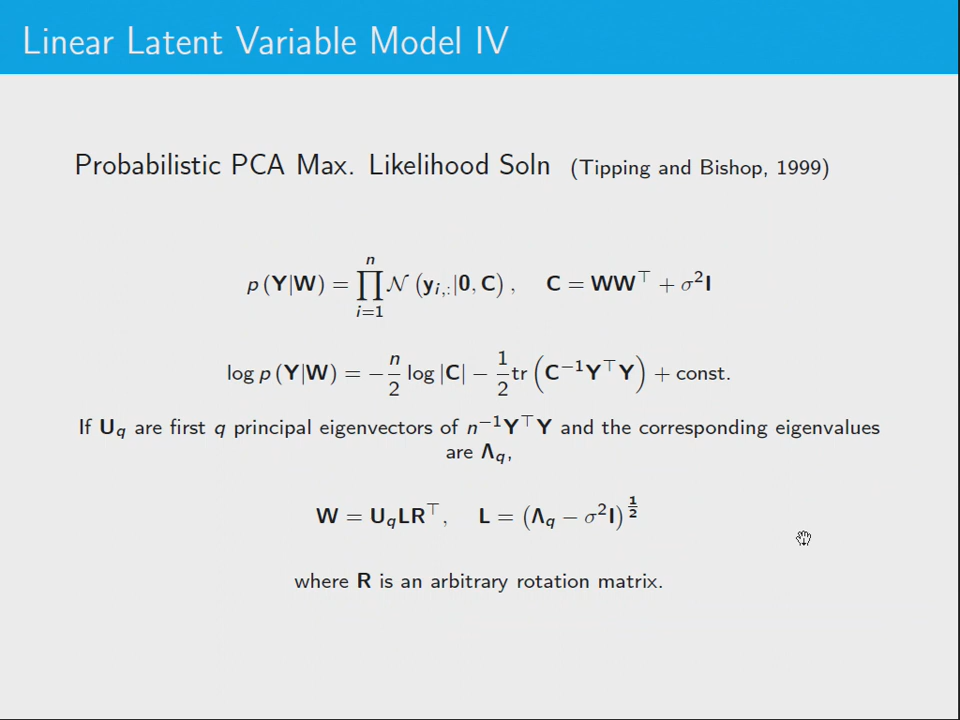 Linear Latent Variable Model IV
Probabilistic PCA Max. Likelihood Soln (Tipping and Bishop, 1999)
p (Y|W) = ∏_{i=1}^{n} 𝒩 (y_{i,:}|0, C) , C = WW^⊤ + σ²I
log p (Y|W) = −n/2 log |C| − 1/2 tr (C^{−1}Y^⊤Y) + const.
If U_q are first q principal eigenvectors of n^{−1}Y^⊤Y and the corresponding eigenvalues
are Λ_q,
W = U_qLR^⊤, L = (Λ_q − σ²I)^{1/2}
where R is an arbitrary rotation matrix.